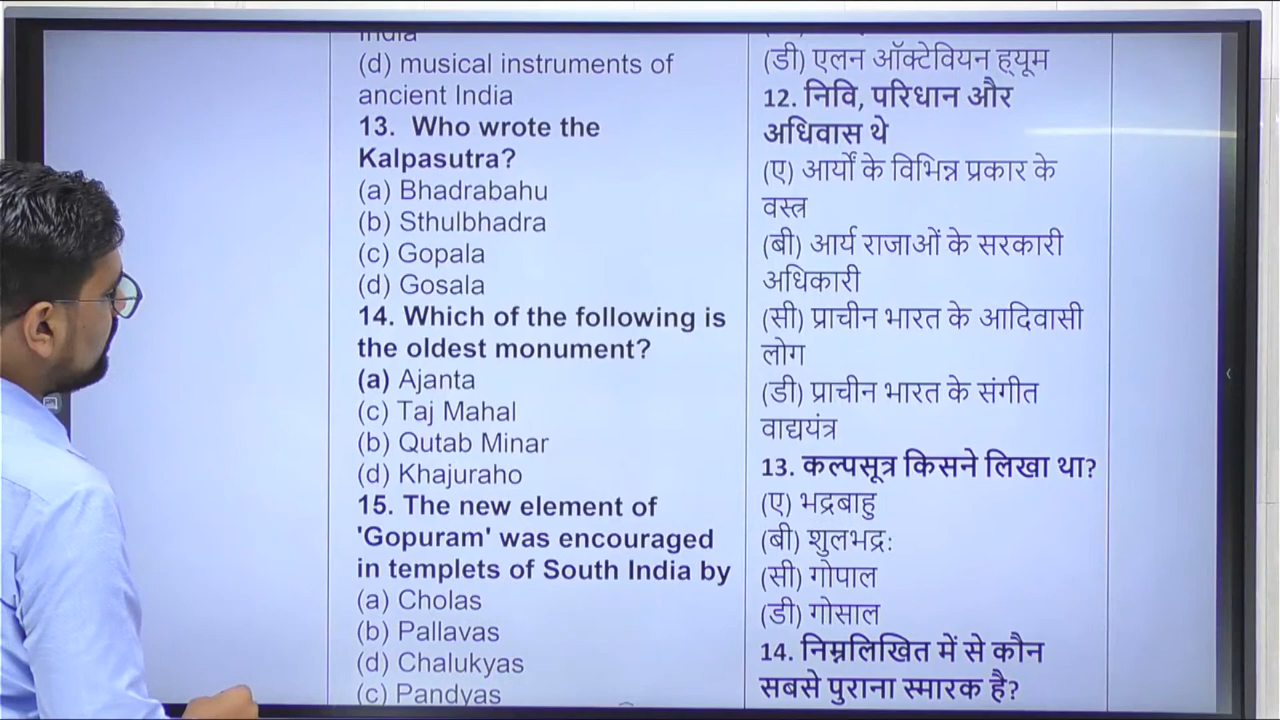 India
(d) musical instruments of
ancient India
13. Who wrote the
Kalpasutra?
(a) Bhadrabahu
(b) Sthulbhadra
(c) Gopala
(d) Gosala
14. Which of the following is
the oldest monument?
(a) Ajanta
(c) Taj Mahal
(b) Qutab Minar
(d) Khajuraho
15. The new element of
'Gopuram' was encouraged
in templets of South India by
(a) Cholas
(b) Pallavas
(d) Chalukyas
(c) Pandyas
(डी) एलन ऑक्टेवियन ह्यूम
12. निवि, परिधान और
अधिवास थे
(ए) आर्यों के विभिन्न प्रकार के
वस्त्र
(बी) आर्य राजाओं के सरकारी
अधिकारी
(सी) प्राचीन भारत के आदिवासी
लोग
(डी) प्राचीन भारत के संगीत
वाद्ययंत्र
13. कल्पसूत्र किसने लिखा था?
(ए) भद्रबाहु
(बी) शुलभद्र:
(सी) गोपाल
(डी) गोसाल
14. निम्नलिखित में से कौन
सबसे पुराना स्मारक है?